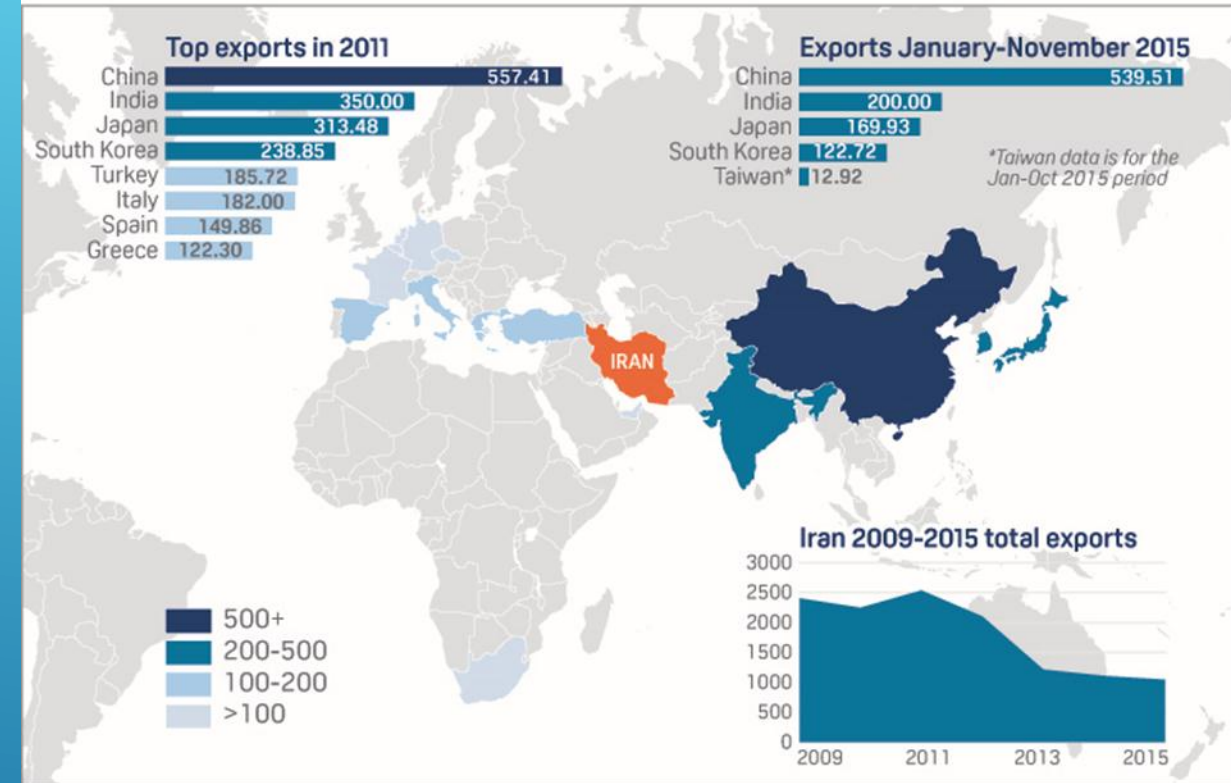 Top exports in 2011
China 557.41
India 350.00
Japan 313.48
South Korea 238.85
Turkey 185.72
Italy 182.00
Spain 149.86
Greece 122.30
Exports January-November 2015
China 539.51
India 200.00
Japan 169.93
South Korea 122.72
Taiwan* 12.92
*Taiwan data is for the
Jan-Oct 2015 period
IRAN
500+
200-500
100-200
>100
Iran 2009-2015 total exports
3000
2500
2000
1500
1000
500
0
2009 2011 2013 2015